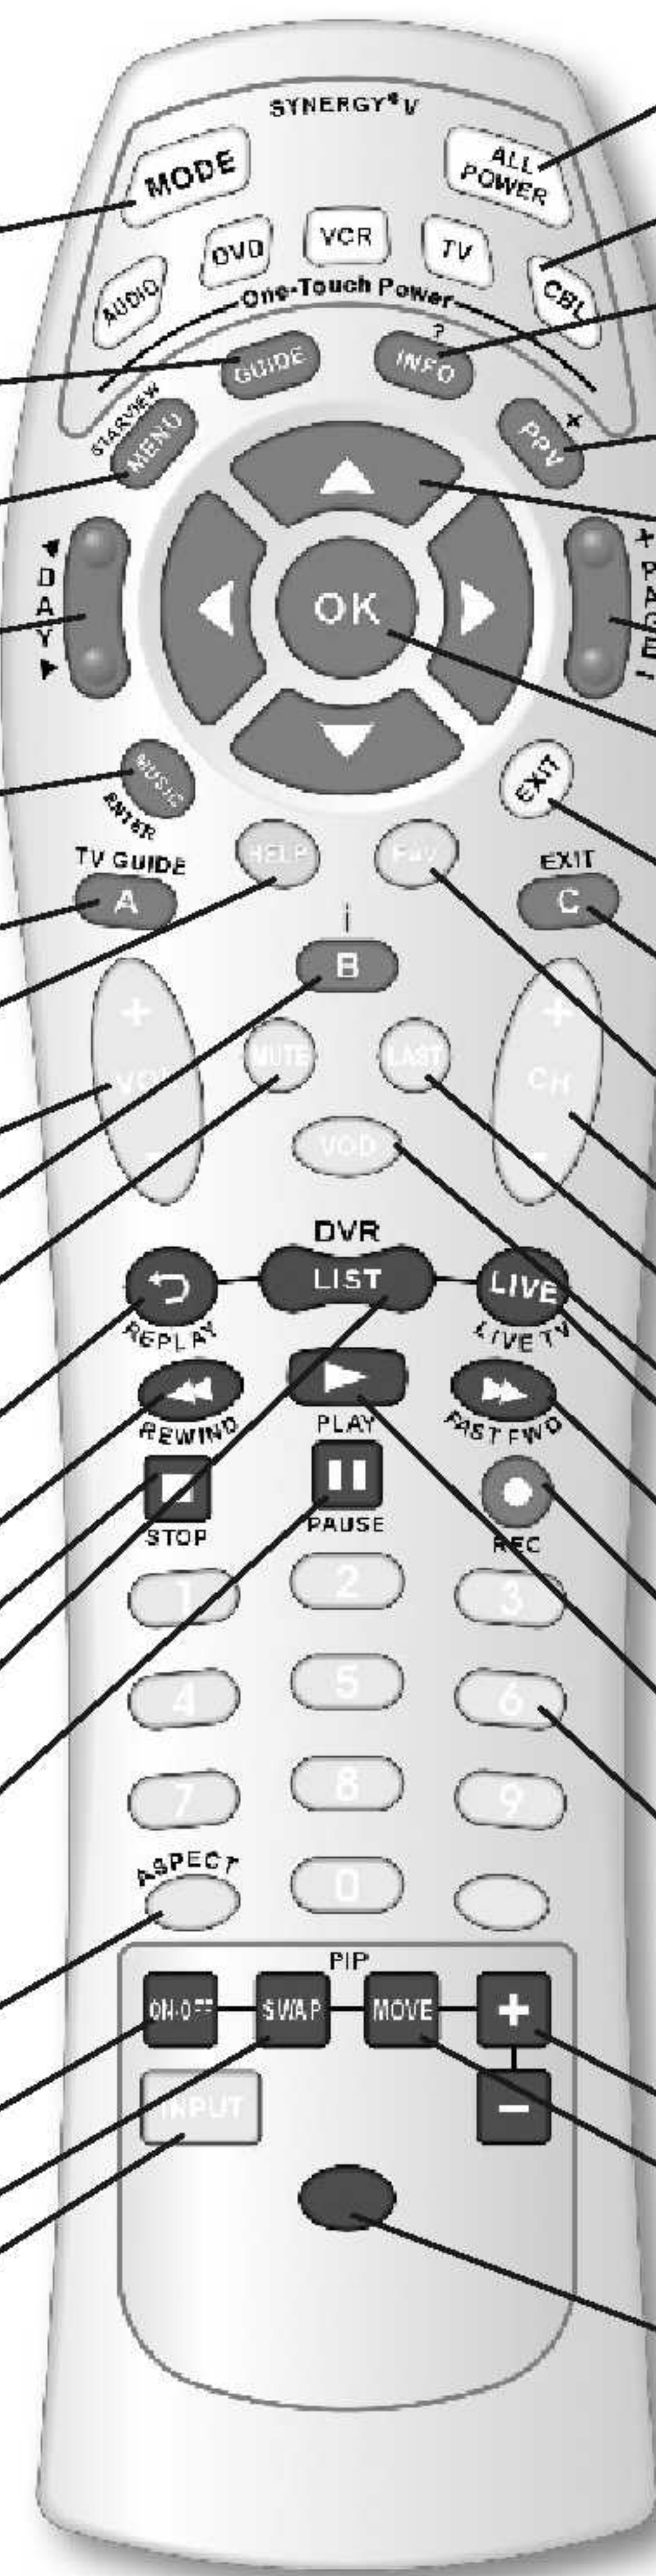 SYNERGY® V
MODE
ALL
POWER
AUDIO
DVD
VCR
TV
CBL
One-Touch Power
GUIDE
?
INFO
STARVIEW
MENU
PPV
*
DAY
OK
+ PAGE -
MUSIC
ENTER
EXIT
TV GUIDE
HELP
FAV
EXIT
A
C
i
B
+
VOL
-
MUTE
LAST
+
CH
-
VOD
DVR
LIST
LIVE
REPLAY
LIVE TV
REWIND
PLAY
FAST FWD
STOP
PAUSE
REC
1 2 3
4 5 6
7 8 9
ASPECT
0
PIP
ON-OFF
SWAP
MOVE
+
INPUT
-